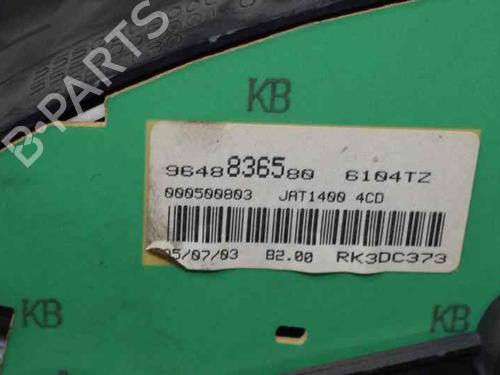 B-PARTS
KB
9648836580 6104TZ
000500803 JAT1400 4CD
05/07/03 B2.00 RK3DC373
KB
KB